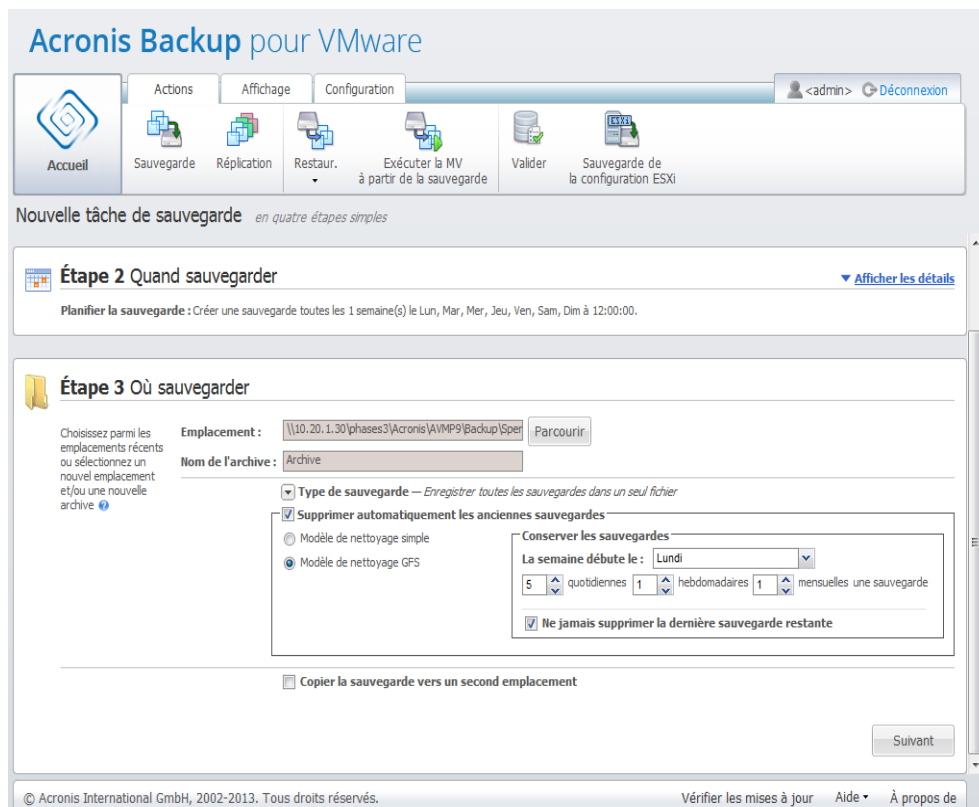 Acronis Backup pour VMware
Actions Affichage Configuration
<admin> Déconnexion
Accueil
Sauvegarde
Réplication
Restaur.
Exécuter la MV
à partir de la sauvegarde
Valider
Sauvegarde de
la configuration ESXi
ESXi
Nouvelle tâche de sauvegarde en quatre étapes simples
Étape 2 Quand sauvegarder
Afficher les détails
Planifier la sauvegarde : Créer une sauvegarde toutes les 1 semaine(s) le Lun, Mar, Mer, Jeu, Ven, Sam, Dim à 12:00:00.
Étape 3 Où sauvegarder
Choisissez parmi les
emplacements récents
ou sélectionnez un
nouvel emplacement
et/ou une nouvelle
archive ?
Emplacement : \\10.20.1.30\phases3\Acronis\AVMP9\Backup\Sper Parcourir
Nom de l'archive : Archive
Type de sauvegarde — Enregistrer toutes les sauvegardes dans un seul fichier
Supprimer automatiquement les anciennes sauvegardes
Modèle de nettoyage simple
Modèle de nettoyage GFS
Conserver les sauvegardes
La semaine débute le : Lundi
5 quotidiennes 1 hebdomadaires 1 mensuelles une sauvegarde
Ne jamais supprimer la dernière sauvegarde restante
Copier la sauvegarde vers un second emplacement
Suivant
© Acronis International GmbH, 2002-2013. Tous droits réservés.
Vérifier les mises à jour Aide À propos de